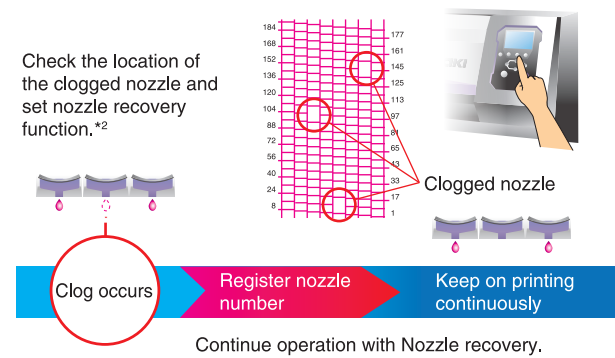 Check the location of
the clogged nozzle and
set nozzle recovery
function.*2
184
168
152
136
120
104
88
72
56
40
24
8
177
161
145
125
113
97
81
65
43
33
17
1
KI
Clogged nozzle
Clog occurs
Register nozzle
number
Keep on printing
continuously
Continue operation with Nozzle recovery.